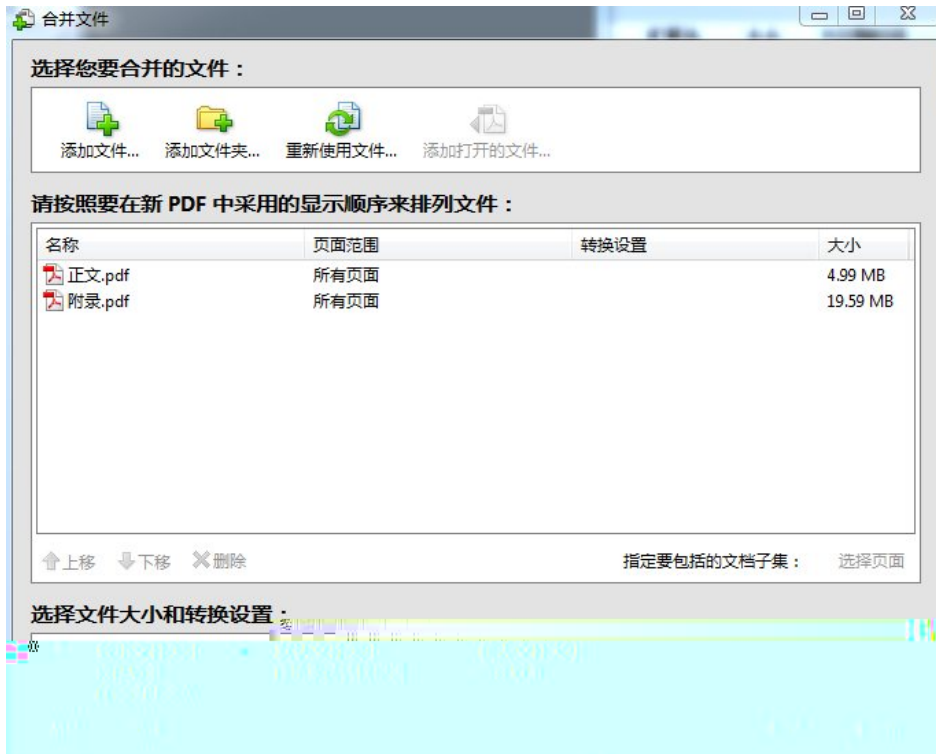 合并文件
选择您要合并的文件：
添加文件... 添加文件夹... 重新使用文件... 添加打开的文件...
请按照要在新 PDF 中采用的显示顺序来排列文件：
名称 页面范围 转换设置 大小
正文.pdf 所有页面 4.99 MB
附录.pdf 所有页面 19.59 MB
上移 下移 删除 指定要包括的文档子集： 选择页面
选择文件大小和转换设置：